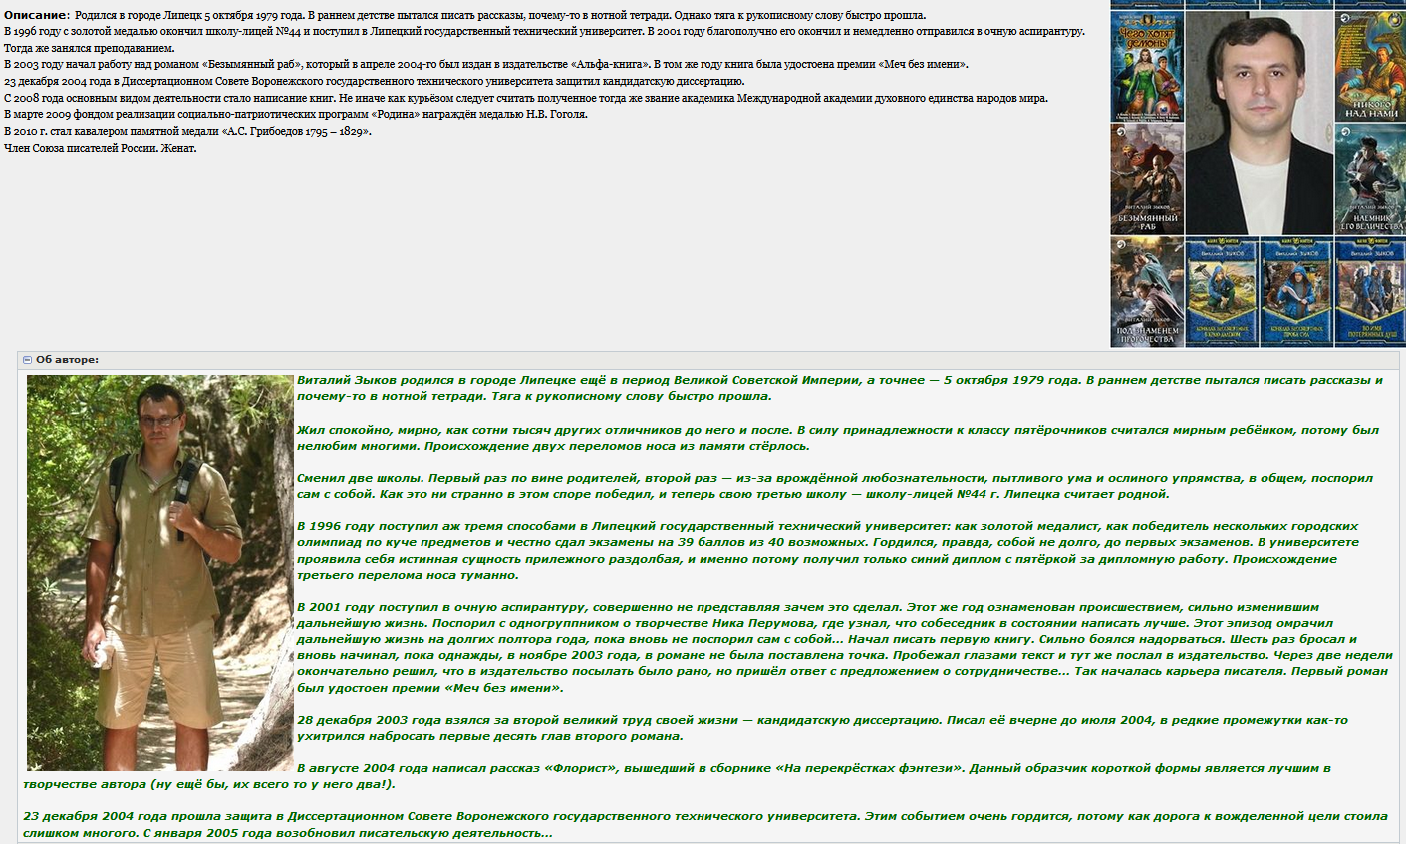 Описание: Родился в городе Липецк 5 октября 1979 года. В раннем детстве пытался писать рассказы, почему-то в нотной тетради. Однако тяга к рукописному слову быстро прошла.
В 1996 году с золотой медалью окончил школу-лицей №44 и поступил в Липецкий государственный технический университет. В 2001 году благополучно его окончил и немедленно отправился в очную аспирантуру.
Тогда же занялся преподаванием.
В 2003 году начал работу над романом «Безымянный раб», который в апреле 2004-го был издан в издательстве «Альфа-книга». В том же году книга была удостоена премии «Меч без имени».
23 декабря 2004 года в Диссертационном Совете Воронежского государственного технического университета защитил кандидатскую диссертацию.
С 2008 года основным видом деятельности стало написание книг. Не иначе как курьёзом следует считать полученное тогда же звание академика Международной академии духовного единства народов мира.
В марте 2009 фондом реализации социально-патриотических программ «Родина» награждён медалью Н.В. Гоголя.
В 2010 г. стал кавалером памятной медали «А.С. Грибоедов 1795 – 1829».
Член Союза писателей России. Женат.
Чего хотят
демоны
НИКОГО
НАД НАМИ
ВИТАЛИЙ ЗЫКОВ
БЕЗЫМЯННЫЙ
РАБ
ВИТАЛИЙ ЗЫКОВ
НАЕМНИК
ЕГО ВЕЛИЧЕСТВА
ВИТАЛИЙ ЗЫКОВ
ПОД ЗНАМЕНЕМ
ПРОРОЧЕСТВА
Виталий ЗЫКОВ
Виталий ЗЫКОВ
Виталий ЗЫКОВ
ВО ИМЯ
ПОТЕРЯННЫХ ДУШ
Об авторе:
Виталий Зыков родился в городе Липецке ещё в период Великой Советской Империи, а точнее — 5 октября 1979 года. В раннем детстве пытался писать рассказы и
почему-то в нотной тетради. Тяга к рукописному слову быстро прошла.
Жил спокойно, мирно, как сотни тысяч других отличников до него и после. В силу принадлежности к классу пятёрочников считался мирным ребёнком, потому был
нелюбим многими. Происхождение двух переломов носа из памяти стёрлось.
Сменил две школы. Первый раз по вине родителей, второй раз — из-за врождённой любознательности, пытливого ума и ослиного упрямства, в общем, поспорил
сам с собой. Как это ни странно в этом споре победил, и теперь свою третью школу — школу-лицей №44 г. Липецка считает родной.
В 1996 году поступил аж тремя способами в Липецкий государственный технический университет: как золотой медалист, как победитель нескольких городских
олимпиад по куче предметов и честно сдал экзамены на 39 баллов из 40 возможных. Гордился, правда, собой не долго, до первых экзаменов. В университете
проявила себя истинная сущность прилежного раздолбая, и именно потому получил только синий диплом с пятёркой за дипломную работу. Происхождение
третьего перелома носа туманно.
В 2001 году поступил в очную аспирантуру, совершенно не представляя зачем это сделал. Этот же год ознаменован происшествием, сильно изменившим
дальнейшую жизнь. Поспорил с одногруппником о творчестве Ника Перумова, где узнал, что собеседник в состоянии написать лучше. Этот эпизод омрачил
дальнейшую жизнь на долгих полтора года, пока вновь не поспорил сам с собой... Начал писать первую книгу. Сильно боялся надорваться. Шесть раз бросал и
вновь начинал, пока однажды, в ноябре 2003 года, в романе не была поставлена точка. Пробежал глазами текст и тут же послал в издательство. Через две недели
окончательно решил, что в издательство посылать было рано, но пришёл ответ с предложением о сотрудничестве... Так началась карьера писателя. Первый роман
был удостоен премии «Меч без имени».
28 декабря 2003 года взялся за второй великий труд своей жизни — кандидатскую диссертацию. Писал её вчерне до июля 2004, в редкие промежутки как-то
ухитрился набросать первые десять глав второго романа.
В августе 2004 года написал рассказ «Флорист», вышедший в сборнике «На перекрёстках фэнтези». Данный образчик короткой формы является лучшим в
творчестве автора (ну ещё бы, их всего то у него два!).
23 декабря 2004 года прошла защита в Диссертационном Совете Воронежского государственного технического университета. Этим событием очень гордится, потому как дорога к вожделенной цели стоила
слишком многого. С января 2005 года возобновил писательскую деятельность...